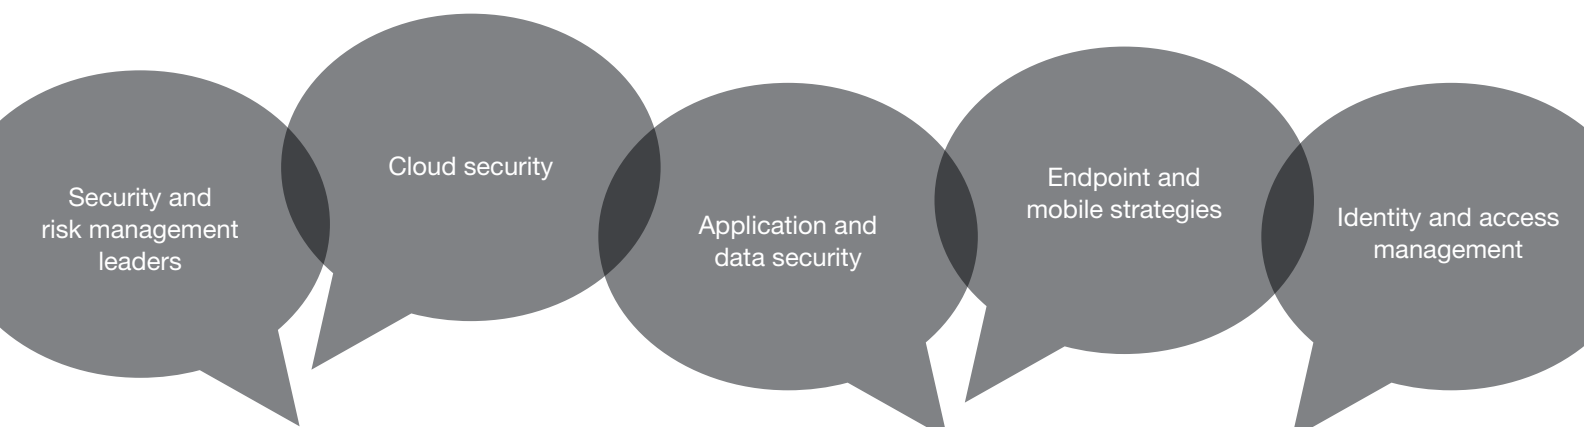 Security and
risk management
leaders
Cloud security
Application and
data security
Endpoint and
mobile strategies
Identity and access
management